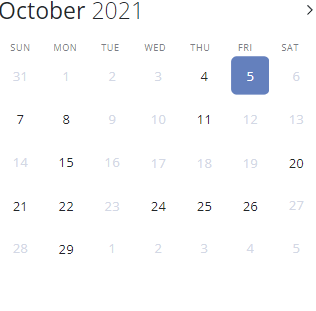 October 2021
SUN MON TUE WED THU FRI SAT
31 1 2 3 4 5 6
7 8 9 10 11 12 13
14 15 16 17 18 19 20
21 22 23 24 25 26 27
28 29 1 2 3 4 5